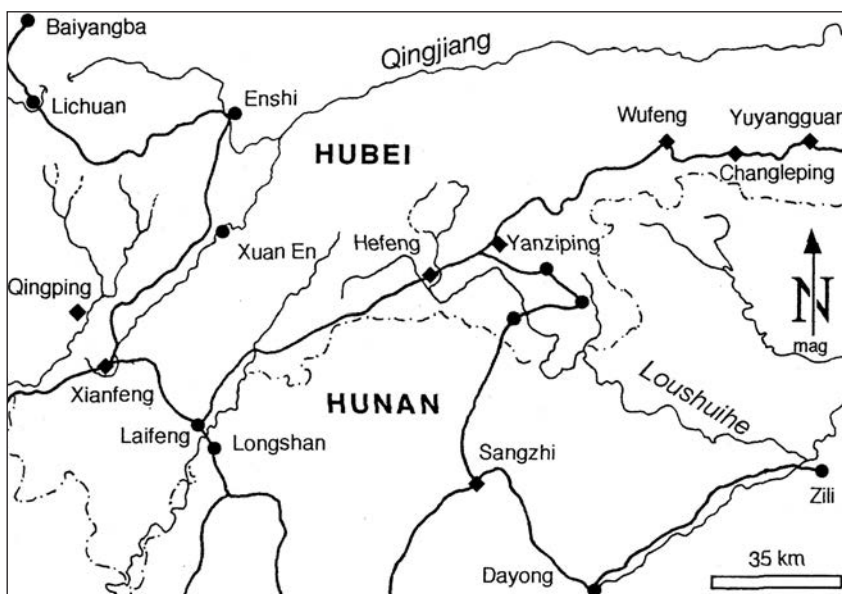 Baiyangba
Qingjiang
Lichuan
Enshi
Wufeng
Yuyangguan
HUBEI
Changleping
Xuan En
Hefeng
Yanziping
Qingping
N
mag
Xianfeng
HUNAN
Loushuihe
Laifeng
Longshan
Sangzhi
Zili
Dayong
35 km